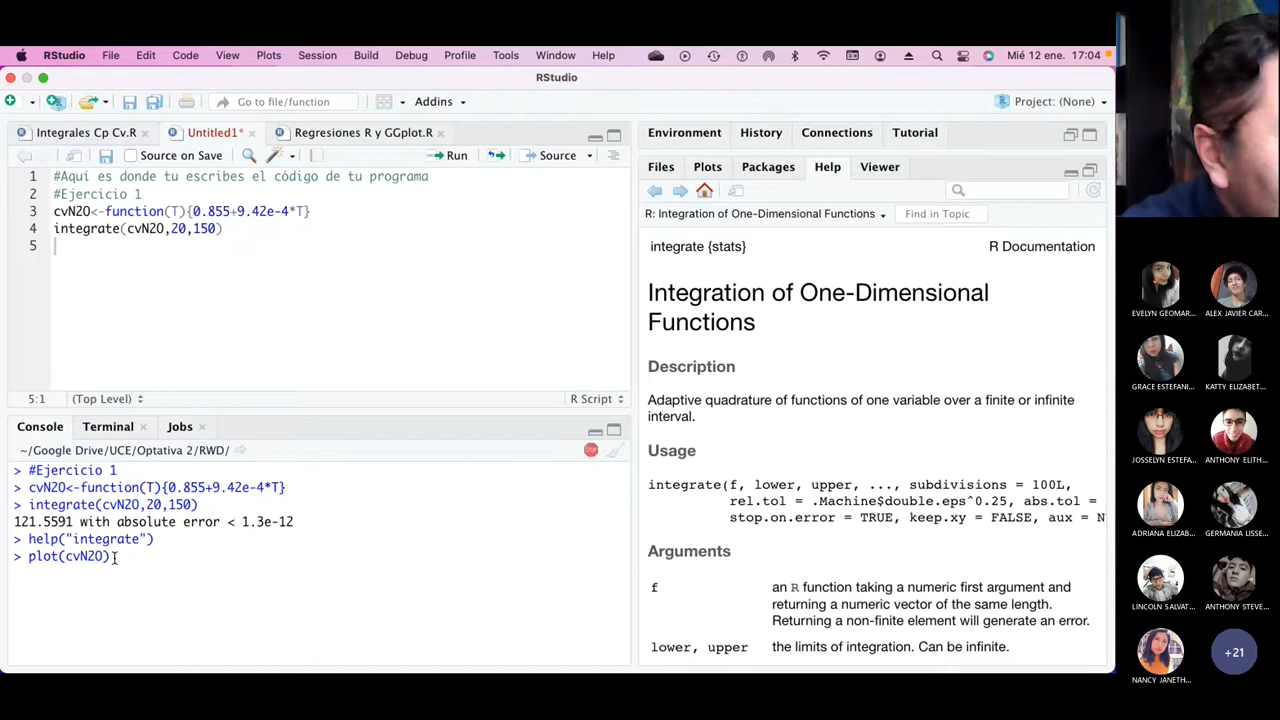 RStudio File Edit Code View Plots Session Build Debug Profile Tools Window Help Mié 12 ene. 17:04
RStudio
Go to file/function Addins Project: (None)
Integrales Cp Cv.R Untitled1* Regresiones R y GGplot.R
Source on Save Run Source
1 #Aquí es donde tu escribes el código de tu programa
2 #Ejercicio 1
3 cvN2O<-function(T){0.855+9.42e-4*T}
4 integrate(cvN2O,20,150)
5
5:1 (Top Level) R Script
Console Terminal Jobs
~/Google Drive/UCE/Optativa 2/RWD/
> #Ejercicio 1
> cvN2O<-function(T){0.855+9.42e-4*T}
> integrate(cvN2O,20,150)
121.5591 with absolute error < 1.3e-12
> help("integrate")
> plot(cvN2O)
Environment History Connections Tutorial
Files Plots Packages Help Viewer
R: Integration of One-Dimensional Functions Find in Topic
integrate {stats} R Documentation
Integration of One-Dimensional
Functions
Description
Adaptive quadrature of functions of one variable over a finite or infinite
interval.
Usage
integrate(f, lower, upper, ..., subdivisions = 100L,
rel.tol = .Machine$double.eps^0.25, abs.tol =
stop.on.error = TRUE, keep.xy = FALSE, aux = N
Arguments
f an R function taking a numeric first argument and
returning a numeric vector of the same length.
Returning a non-finite element will generate an error.
lower, upper the limits of integration. Can be infinite.
EVELYN GEOMAR... ALEX JAVIER CAR...
GRACE ESTEFANI... KATTY ELIZABET...
JOSSELYN ESTEFA... ANTHONY ELITH...
ADRIANA ELIZAB... GERMANIA LISSE...
LINCOLN SALVAT... ANTHONY STEVE...
NANCY JANETH... +21